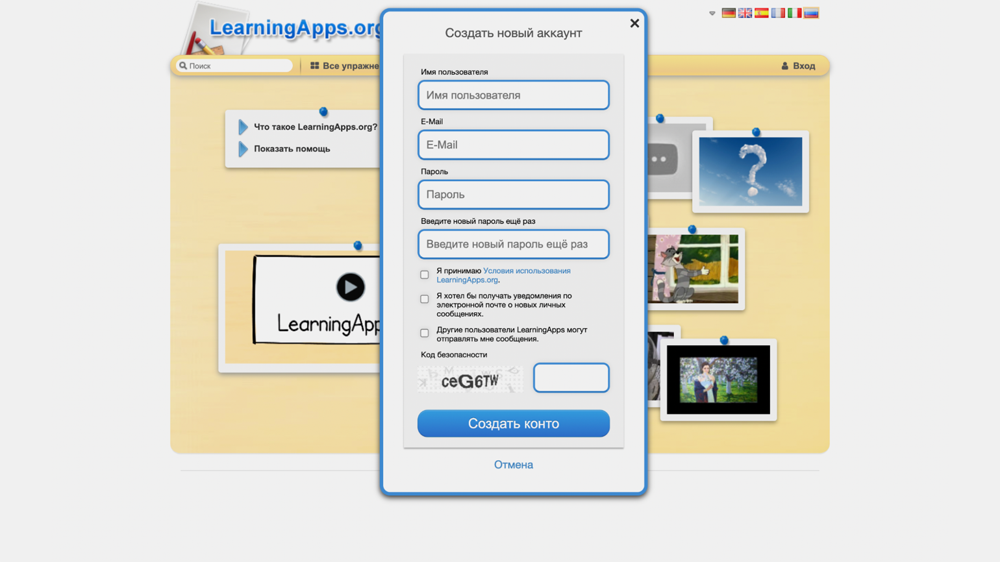 LearningApps.org
Поиск
Все упражне
Вход
Что такое LearningApps.org?
Показать помощь
LearningApp
Создать новый аккаунт
Имя пользователя
Имя пользователя
E-Mail
E-Mail
Пароль
Пароль
Введите новый пароль ещё раз
Введите новый пароль ещё раз
Я принимаю Условия использования
LearningApps.org.
Я хотел бы получать уведомления по
электронной почте о новых личных
сообщениях.
Другие пользователи LearningApps могут
отправлять мне сообщения.
Код безопасности
ceG6TW
Создать конто
Отмена